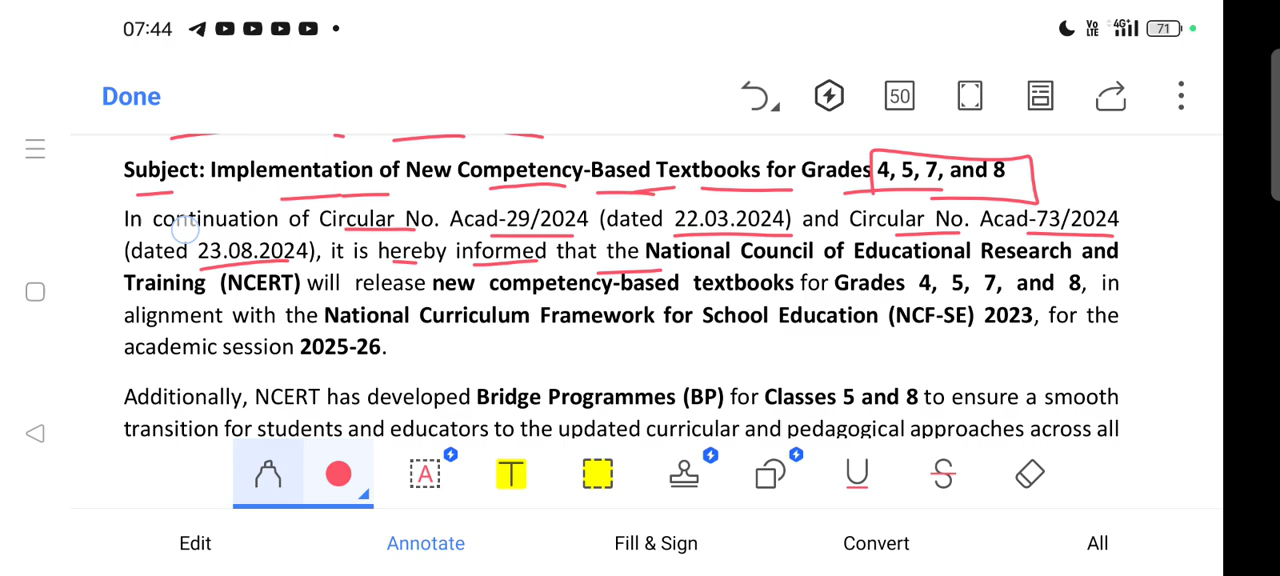 07:44 Vo LTE 4G+ 71
Done 50
Subject: Implementation of New Competency-Based Textbooks for Grades 4, 5, 7, and 8
In continuation of Circular No. Acad-29/2024 (dated 22.03.2024) and Circular No. Acad-73/2024
(dated 23.08.2024), it is hereby informed that the National Council of Educational Research and
Training (NCERT) will release new competency-based textbooks for Grades 4, 5, 7, and 8, in
alignment with the National Curriculum Framework for School Education (NCF-SE) 2023, for the
academic session 2025-26.
Additionally, NCERT has developed Bridge Programmes (BP) for Classes 5 and 8 to ensure a smooth
transition for students and educators to the updated curricular and pedagogical approaches across all
A T U S
Edit Annotate Fill & Sign Convert All